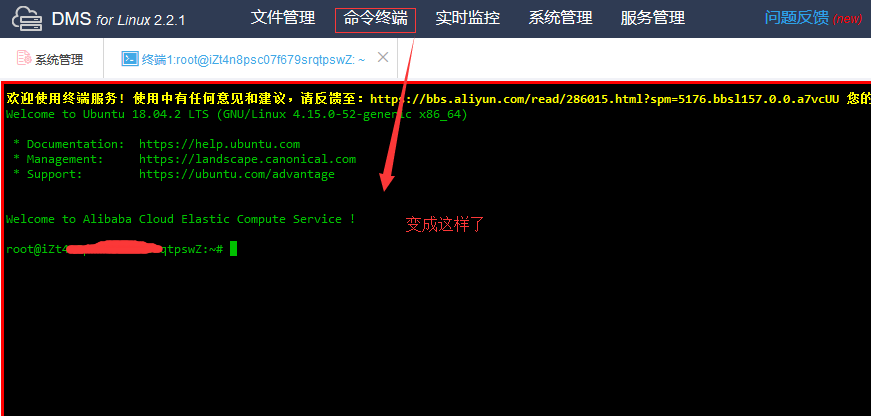 DMS for Linux 2.2.1 文件管理 命令终端 实时监控 系统管理 服务管理 问题反馈 (new)
系统管理 终端1:root@iZt4n8psc07f679srqtpswZ: ~
欢迎使用终端服务! 使用中有任何意见和建议, 请反馈至: https://bbs.aliyun.com/read/286015.html?spm=5176.bbsl157.0.0.a7vcUU 您的
Welcome to Ubuntu 18.04.2 LTS (GNU/Linux 4.15.0-52-generic x86_64)
* Documentation: https://help.ubuntu.com
* Management: https://landscape.canonical.com
* Support: https://ubuntu.com/advantage
Welcome to Alibaba Cloud Elastic Compute Service !
变成这样了
root@iZt4 qtpswZ:~#